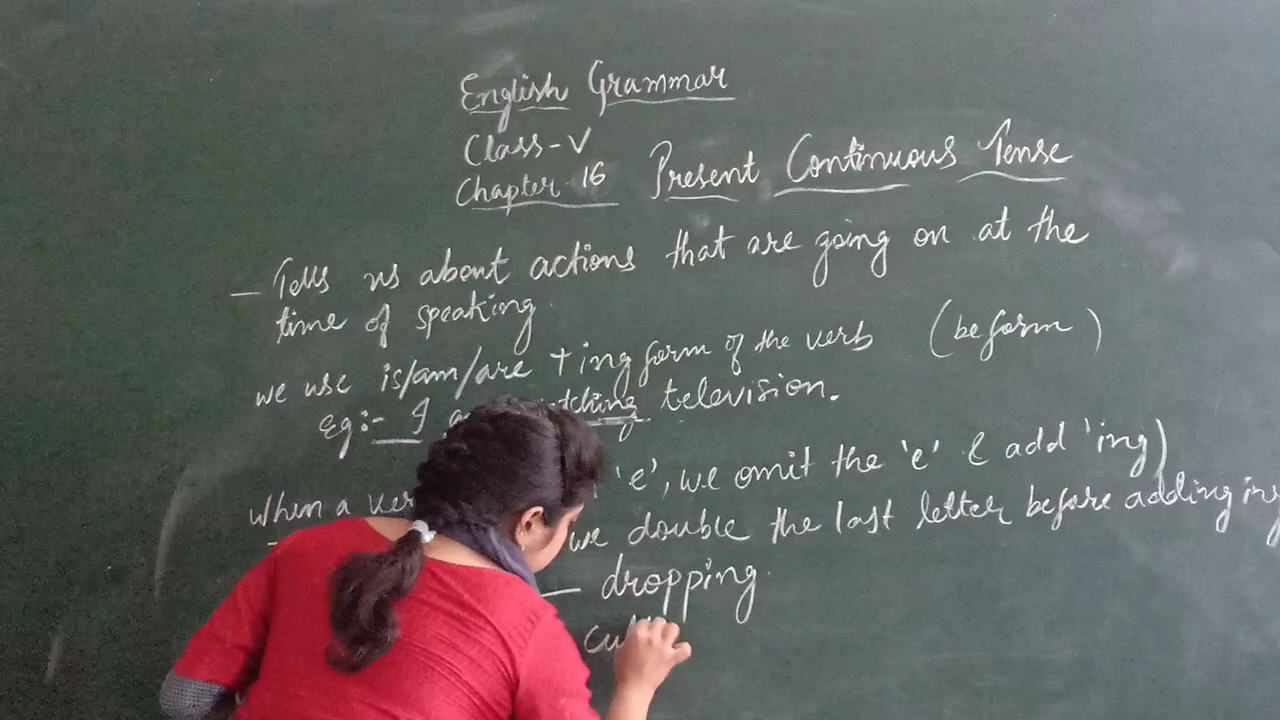 English Grammar
Class-V
Chapter 16 Present Continuous Tense
— Tells us about actions that are going on at the
time of speaking.
we use is/am/are + ing form of the verb (be form)
eg:- I television.
When a 'e', we omit the 'e' & add 'ing)
we double the last letter before adding ing
— dropping